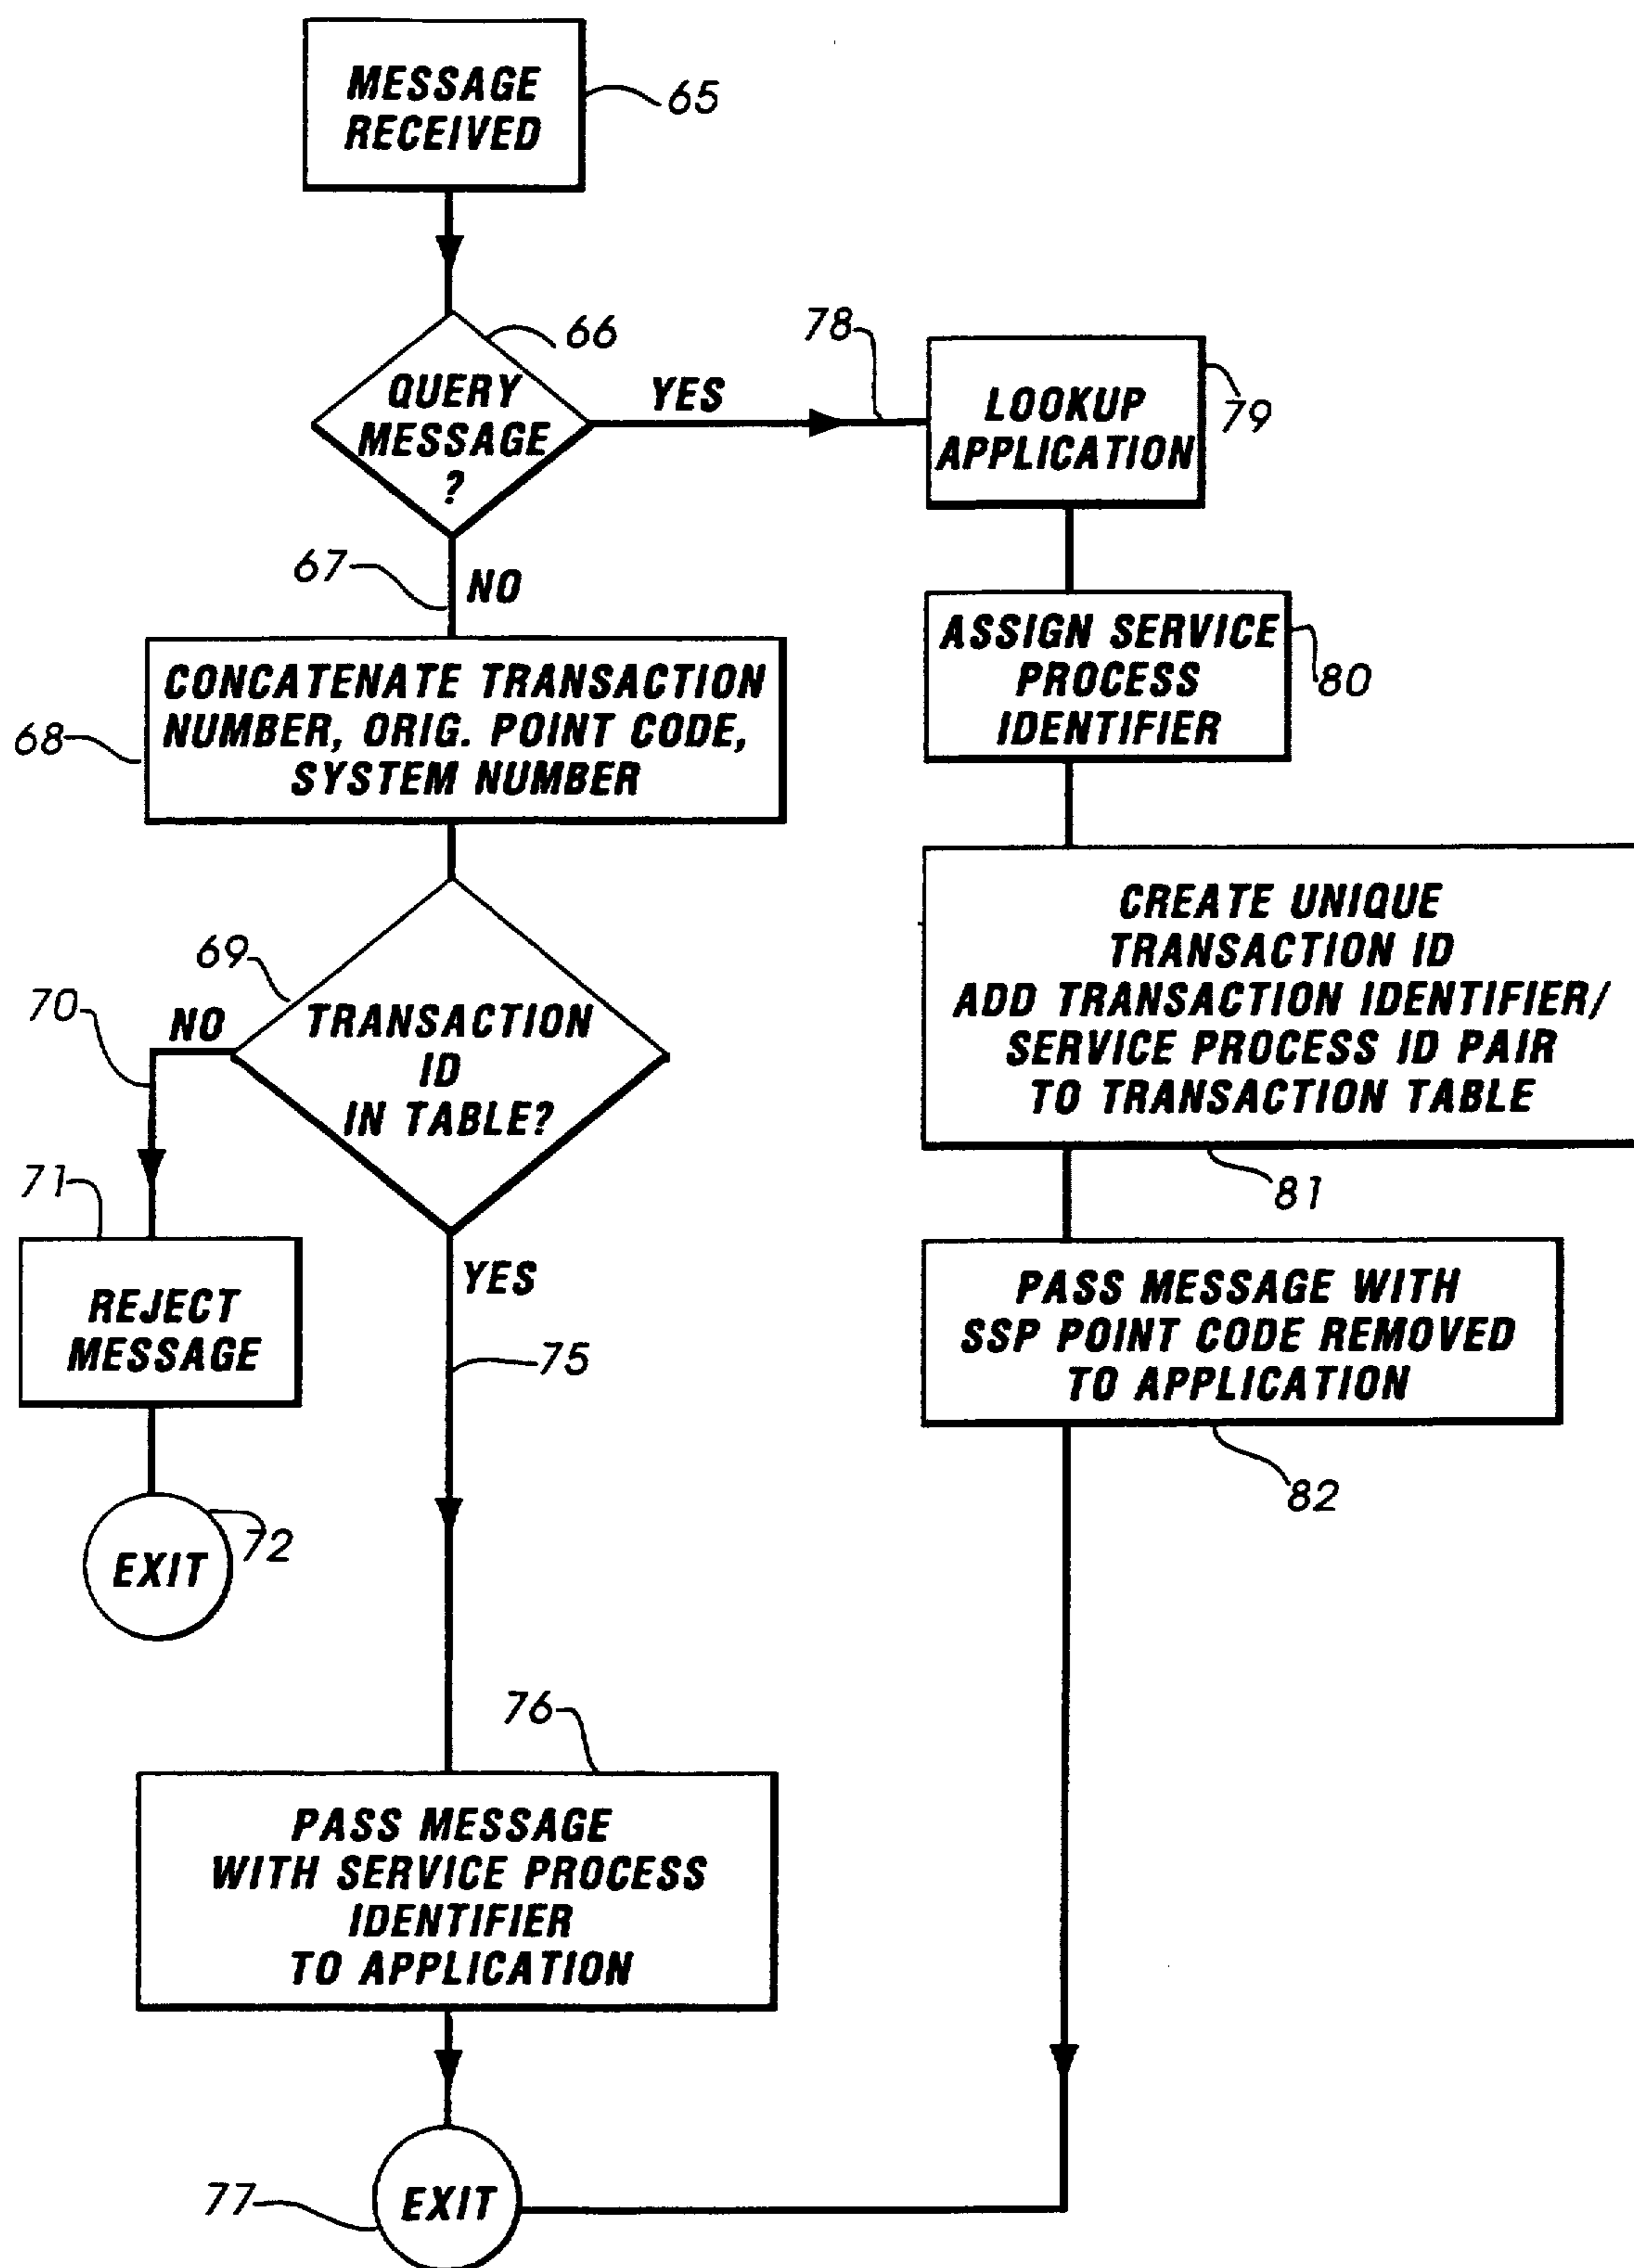 MESSAGE
RECEIVED
65
66
QUERY
MESSAGE
?
YES
78
LOOKUP
APPLICATION
79
67
NO
ASSIGN SERVICE
PROCESS
IDENTIFIER
80
68
CONCATENATE TRANSACTION
NUMBER, ORIG. POINT CODE,
SYSTEM NUMBER
CREATE UNIQUE
TRANSACTION ID
ADD TRANSACTION IDENTIFIER/
SERVICE PROCESS ID PAIR
TO TRANSACTION TABLE
81
69
70
NO
TRANSACTION
ID
IN TABLE?
71
REJECT
MESSAGE
YES
75
PASS MESSAGE WITH
SSP POINT CODE REMOVED
TO APPLICATION
82
EXIT
72
76
PASS MESSAGE
WITH SERVICE PROCESS
IDENTIFIER
TO APPLICATION
77
EXIT